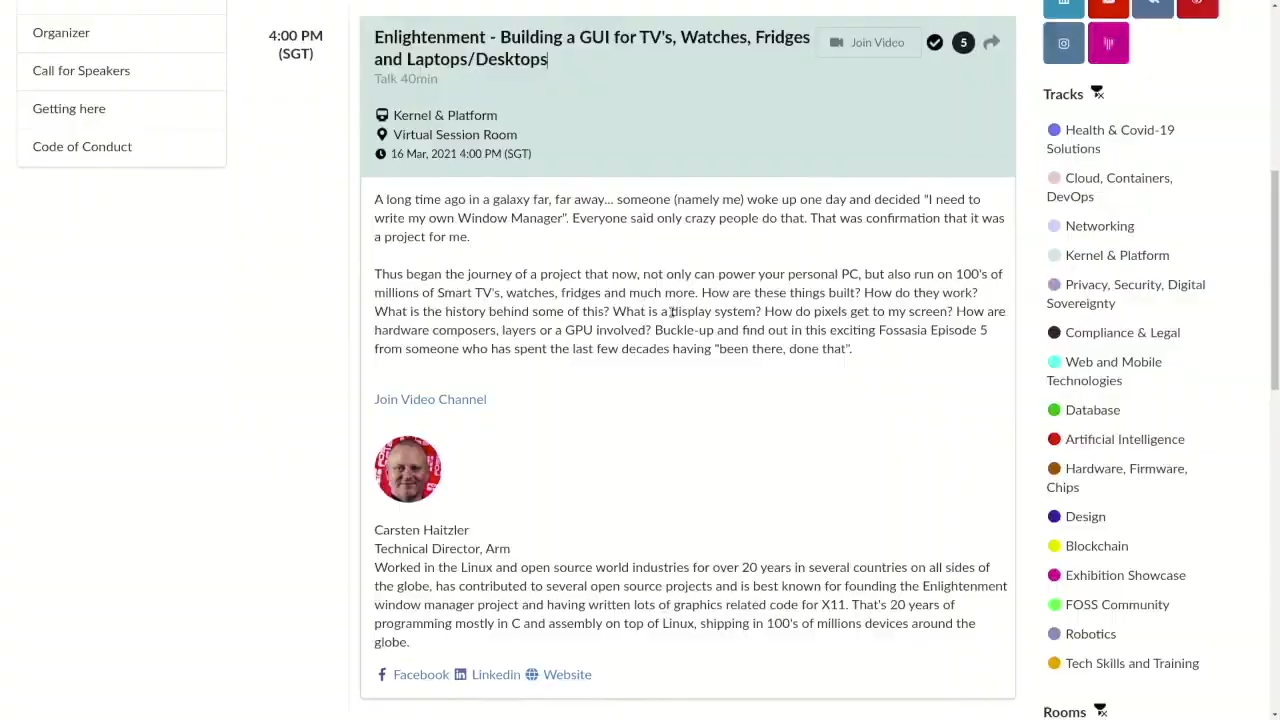 Organizer
Call for Speakers
Getting here
Code of Conduct
4:00 PM
(SGT)
Enlightenment - Building a GUI for TV's, Watches, Fridges
and Laptops/Desktops
Join Video
5
Talk 40min
Kernel & Platform
Virtual Session Room
16 Mar, 2021 4:00 PM (SGT)
A long time ago in a galaxy far, far away... someone (namely me) woke up one day and decided "I need to
write my own Window Manager". Everyone said only crazy people do that. That was confirmation that it was
a project for me.
Thus began the journey of a project that now, not only can power your personal PC, but also run on 100's of
millions of Smart TV's, watches, fridges and much more. How are these things built? How do they work?
What is the history behind some of this? What is a display system? How do pixels get to my screen? How are
hardware composers, layers or a GPU involved? Buckle-up and find out in this exciting Fossasia Episode 5
from someone who has spent the last few decades having "been there, done that".
Join Video Channel
Carsten Haitzler
Technical Director, Arm
Worked in the Linux and open source world industries for over 20 years in several countries on all sides of
the globe, has contributed to several open source projects and is best known for founding the Enlightenment
window manager project and having written lots of graphics related code for X11. That's 20 years of
programming mostly in C and assembly on top of Linux, shipping in 100's of millions devices around the
globe.
Facebook Linkedin Website
Tracks
Health & Covid-19
Solutions
Cloud, Containers,
DevOps
Networking
Kernel & Platform
Privacy, Security, Digital
Sovereignty
Compliance & Legal
Web and Mobile
Technologies
Database
Artificial Intelligence
Hardware, Firmware,
Chips
Design
Blockchain
Exhibition Showcase
FOSS Community
Robotics
Tech Skills and Training
Rooms